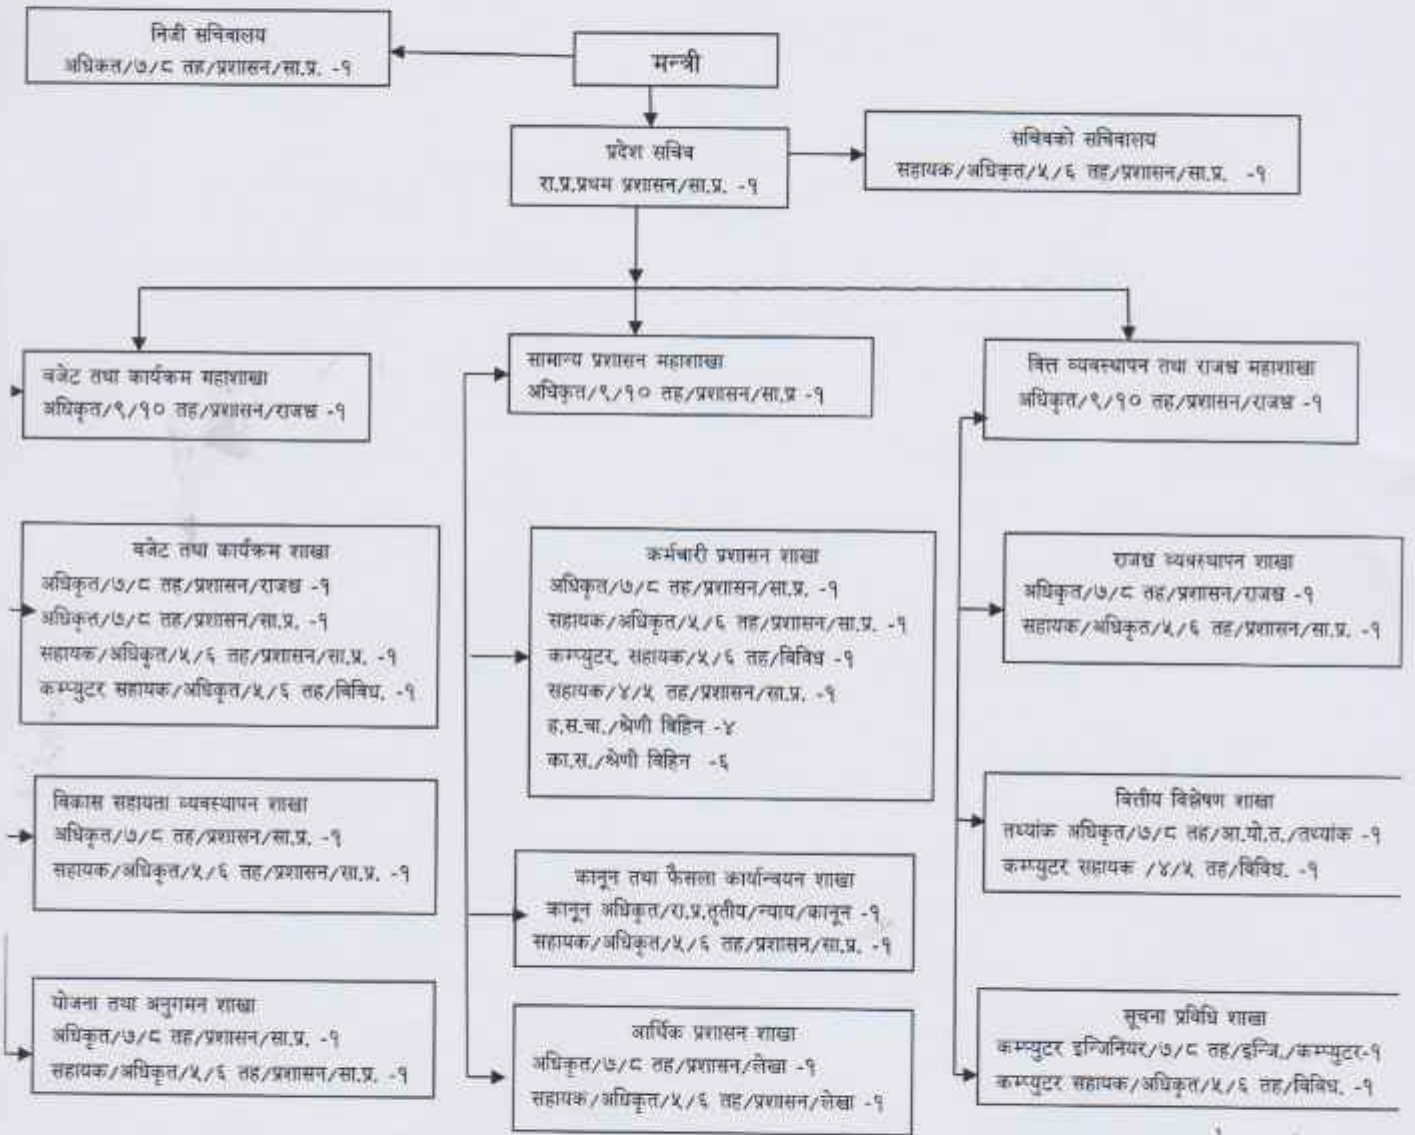 निजी सचिवालय
अधिकत/७/८ तह/प्रशासन/सा.प्र. -१
मन्त्री
प्रदेश सचिव
रा.प्र.प्रथम प्रशासन/सा.प्र. -१
सचिवको सचिवालय
सहायक/अधिकृत/५/६ तह/प्रशासन/सा.प्र. -१
बजेट तथा कार्यक्रम महाशाखा
अधिकृत/९/१० तह/प्रशासन/राजश्व -१
सामान्य प्रशासन महाशाखा
अधिकृत/९/१० तह/प्रशासन/सा.प्र -१
वित्त व्यवस्थापन तथा राजश्व महाशाखा
अधिकृत/९/१० तह/प्रशासन/राजश्व -१
बजेट तथा कार्यक्रम शाखा
अधिकृत/७/८ तह/प्रशासन/राजश्व -१
अधिकृत/७/८ तह/प्रशासन/सा.प्र. -१
सहायक/अधिकृत/५/६ तह/प्रशासन/सा.प्र. -१
कम्प्युटर सहायक/अधिकृत/५/६ तह/विविध. -१
कर्मचारी प्रशासन शाखा
अधिकृत/७/८ तह/प्रशासन/सा.प्र. -१
सहायक/अधिकृत/५/६ तह/प्रशासन/सा.प्र. -१
कम्प्युटर. सहायक/५/६ तह/विविध -१
सहायक/४/५ तह/प्रशासन/सा.प्र. -१
ह.स.चा./श्रेणी विहिन -४
का.स./श्रेणी विहिन -६
राजश्व व्यवस्थापन शाखा
अधिकृत/७/८ तह/प्रशासन/राजश्व -१
सहायक/अधिकृत/५/६ तह/प्रशासन/सा.प्र. -१
विकास सहायता व्यवस्थापन शाखा
अधिकृत/७/८ तह/प्रशासन/सा.प्र. -१
सहायक/अधिकृत/५/६ तह/प्रशासन/सा.प्र. -१
कानून तथा फैसला कार्यान्वयन शाखा
कानून अधिकृत/रा.प्र.तृतीय/न्याय/कानून -१
सहायक/अधिकृत/५/६ तह/प्रशासन/सा.प्र. -१
वित्तीय विश्लेषण शाखा
तथ्यांक अधिकृत/७/८ तह/आ.यो.त./तथ्यांक -१
कम्प्युटर सहायक /४/५ तह/विविध. -१
योजना तथा अनुगमन शाखा
अधिकृत/७/८ तह/प्रशासन/सा.प्र. -१
सहायक/अधिकृत/५/६ तह/प्रशासन/सा.प्र. -१
आर्थिक प्रशासन शाखा
अधिकृत/७/८ तह/प्रशासन/लेखा -१
सहायक/अधिकृत/५/६ तह/प्रशासन/लेखा -१
सूचना प्रविधि शाखा
कम्प्युटर इन्जिनियर/७/८ तह/इन्जि./कम्प्युटर-१
कम्प्युटर सहायक/अधिकृत/५/६ तह/विविध. -१